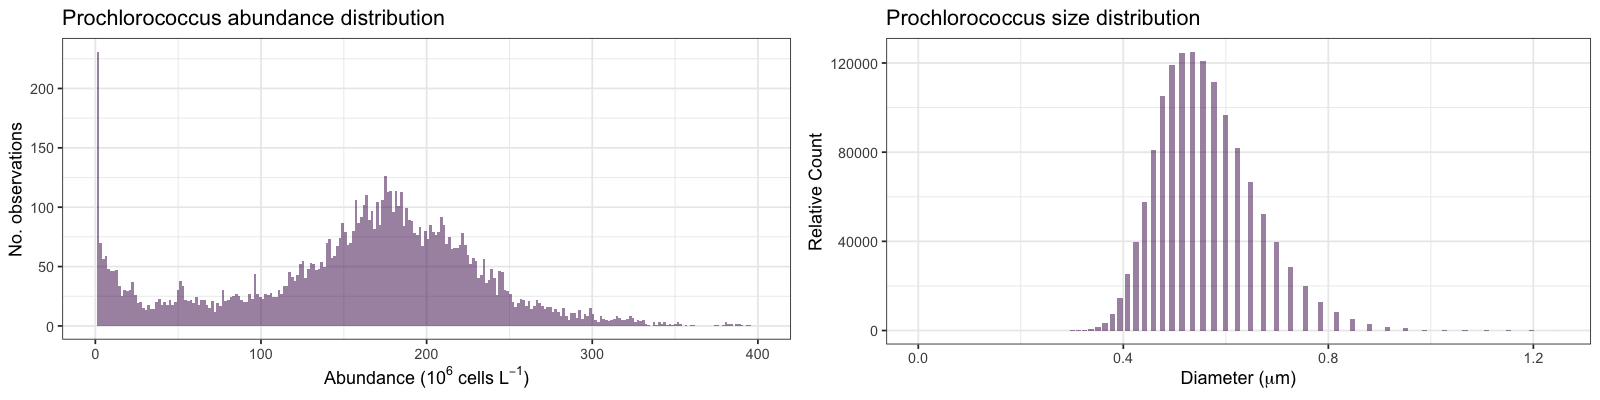 Prochlorococcus abundance distribution
No. observations
200
150
100
50
0
0 100 200 300 400
Abundance (10⁶ cells L⁻¹)
Prochlorococcus size distribution
Relative Count
120000
80000
40000
0
0.0 0.4 0.8 1.2
Diameter (μm)